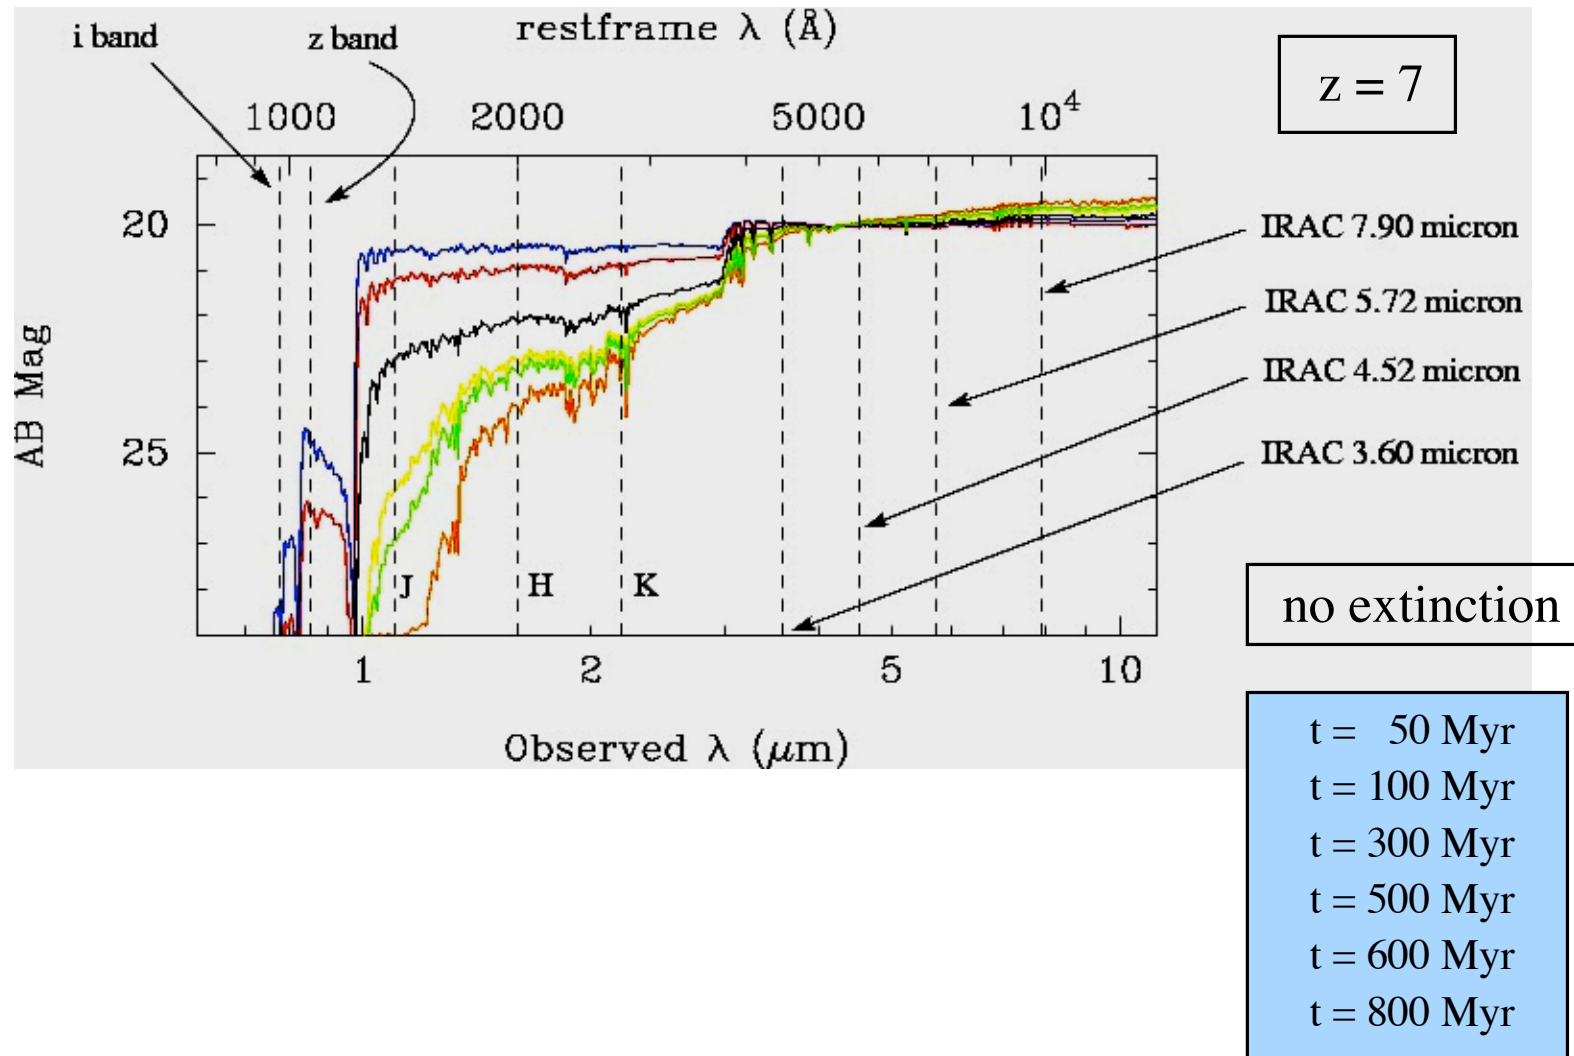 restframe λ (Å)
i band
z band
z = 7
1000 2000 5000 10⁴
20
25
AB Mag
IRAC 7.90 micron
IRAC 5.72 micron
IRAC 4.52 micron
IRAC 3.60 micron
J H K
1 2 5 10
Observed λ (μm)
no extinction
t = 50 Myr
t = 100 Myr
t = 300 Myr
t = 500 Myr
t = 600 Myr
t = 800 Myr